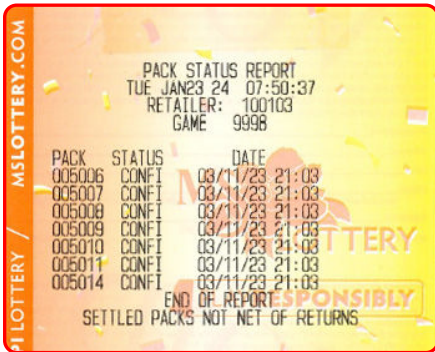 PACK STATUS REPORT
TUE JAN23 24 07:50:37
RETAILER: 100103
GAME 9998
PACK STATUS DATE
005006 CONFI 03/11/23 21:03
005007 CONFI 03/11/23 21:03
005008 CONFI 03/11/23 21:03
005009 CONFI 03/11/23 21:03
005010 CONFI 03/11/23 21:03
005011 CONFI 03/11/23 21:03
005014 CONFI 03/11/23 21:03
END OF REPORT
SETTLED PACKS NOT NET OF RETURNS
PI LOTTERY / MSLOTTERY.COM
TTERY
RESPONSIBLY